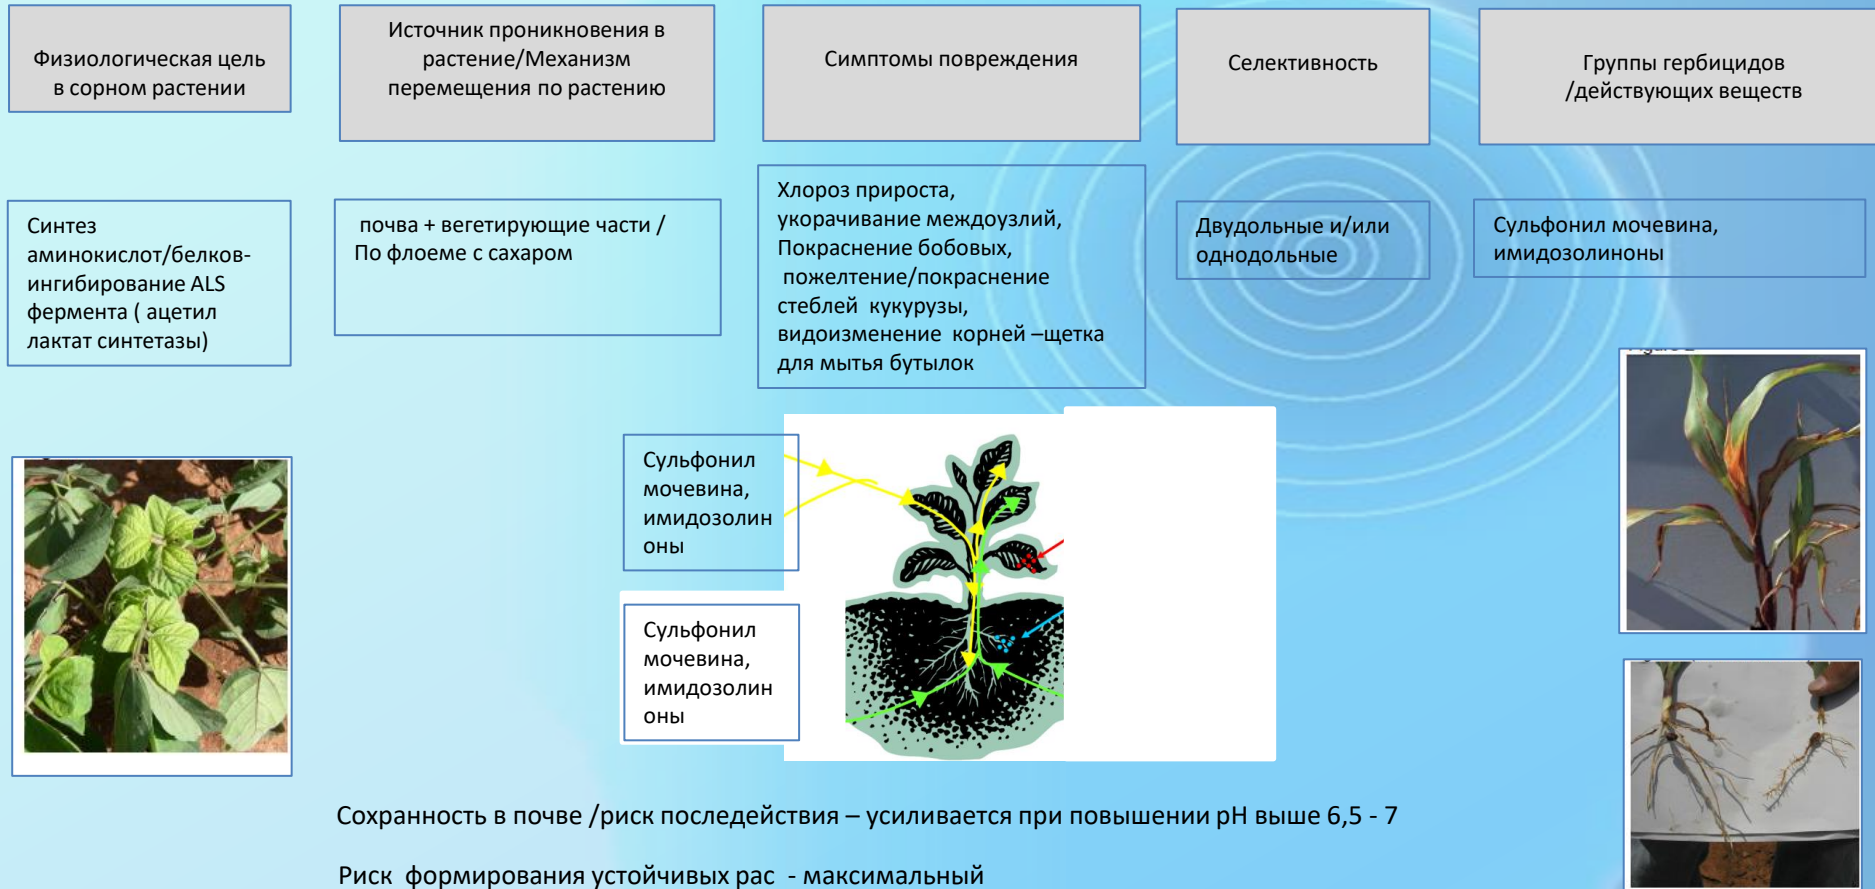 Физиологическая цель
в сорном растении
Источник проникновения в
растение/Механизм
перемещения по растению
Симптомы повреждения
Селективность
Группы гербицидов
/действующих веществ
Синтез
аминокислот/белков-
ингибирование ALS
фермента ( ацетил
лактат синтетазы)
почва + вегетирующие части /
По флоеме с сахаром
Хлороз прироста,
укорачивание междоузлий,
Покраснение бобовых,
пожелтение/покраснение
стеблей кукурузы,
видоизменение корней –щетка
для мытья бутылок
Двудольные и/или
однодольные
Сульфонил мочевина,
имидозолиноны
Сульфонил
мочевина,
имидозолин
оны
Сульфонил
мочевина,
имидозолин
оны
Сохранность в почве /риск последействия – усиливается при повышении pH выше 6,5 - 7
Риск формирования устойчивых рас - максимальный